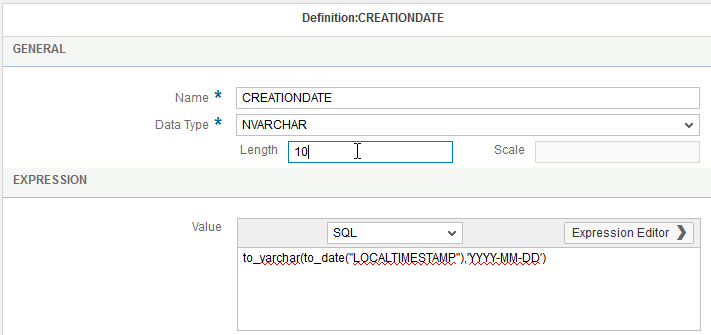 Definition:CREATIONDATE
GENERAL
Name * CREATIONDATE
Data Type * NVARCHAR
Length 10 Scale
EXPRESSION
Value SQL Expression Editor ❯
to_varchar(to_date("LOCALTIMESTAMP"),'YYYY-MM-DD')